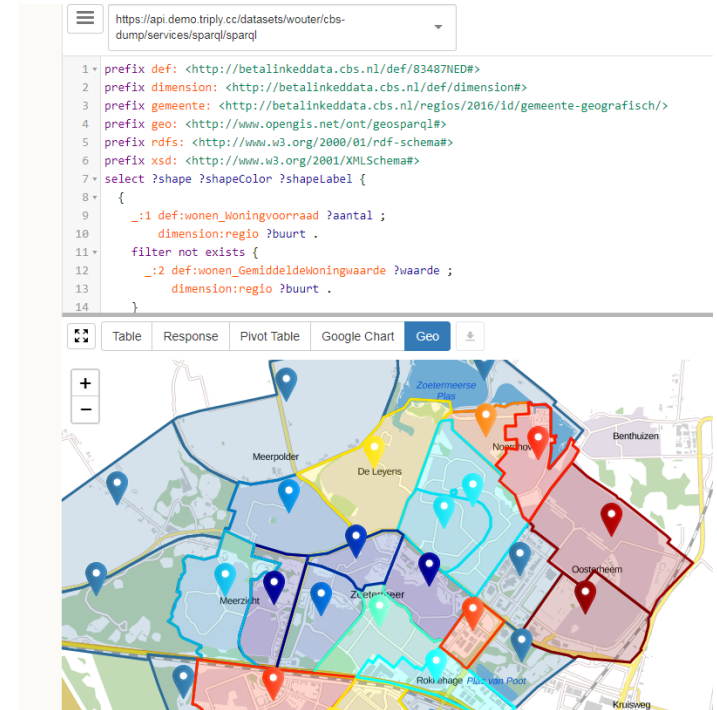 https://api.demo.triply.cc/datasets/wouter/cbs-
dump/services/sparql/sparql
1 prefix def: <http://betalinkeddata.cbs.nl/def/83487NED#>
2 prefix dimension: <http://betalinkeddata.cbs.nl/def/dimension#>
3 prefix gemeente: <http://betalinkeddata.cbs.nl/regios/2016/id/gemeente-geografisch/>
4 prefix geo: <http://www.opengis.net/ont/geosparql#>
5 prefix rdfs: <http://www.w3.org/2000/01/rdf-schema#>
6 prefix xsd: <http://www.w3.org/2001/XMLSchema#>
7 select ?shape ?shapeColor ?shapeLabel {
8 {
9 _:1 def:wonen_Woningvoorraad ?aantal ;
10 dimension:regio ?buurt .
11 filter not exists {
12 _:2 def:wonen_GemiddeldeWoningwaarde ?waarde ;
13 dimension:regio ?buurt .
14 }
Table Response Pivot Table Google Chart Geo
+
−
Zoetermeerse
Plas
Benthuizen
Meerpolder
De Leyens
Oosterheem
Meerzicht
Zoetermeer
Plas van Poot
Kruisweg